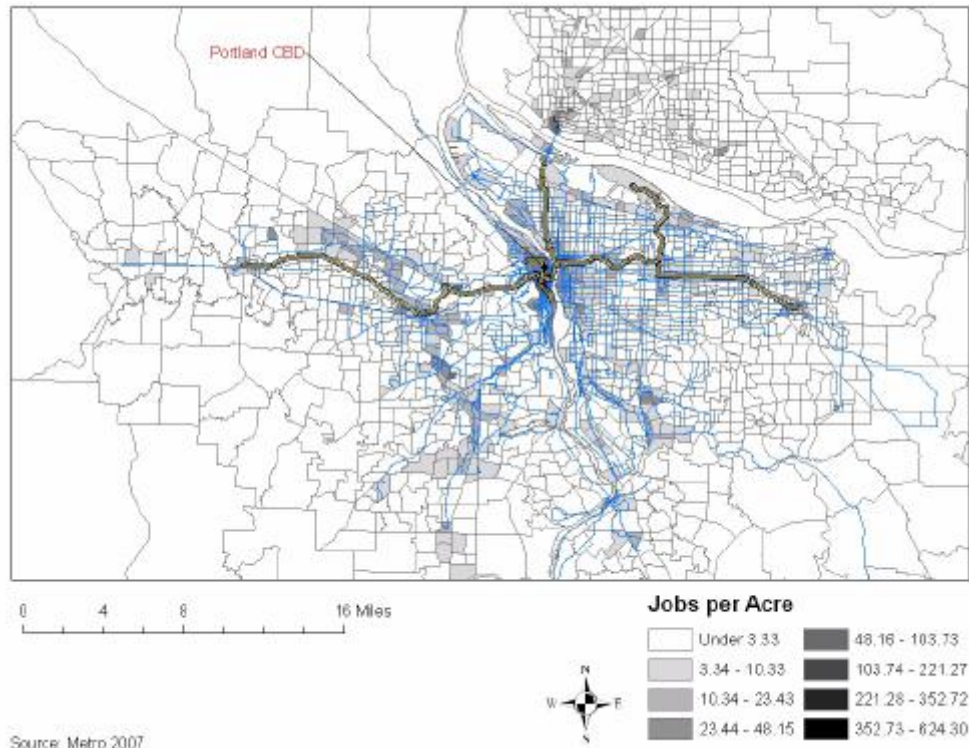 Portland CBD
0 4 8 16 Miles
Jobs per Acre
Under 3.33
3.34 - 10.33
10.34 - 23.43
23.44 - 48.15
48.16 - 103.73
103.74 - 221.27
221.28 - 352.72
352.73 - 624.30
N
W E
S
Source: Metro 2007